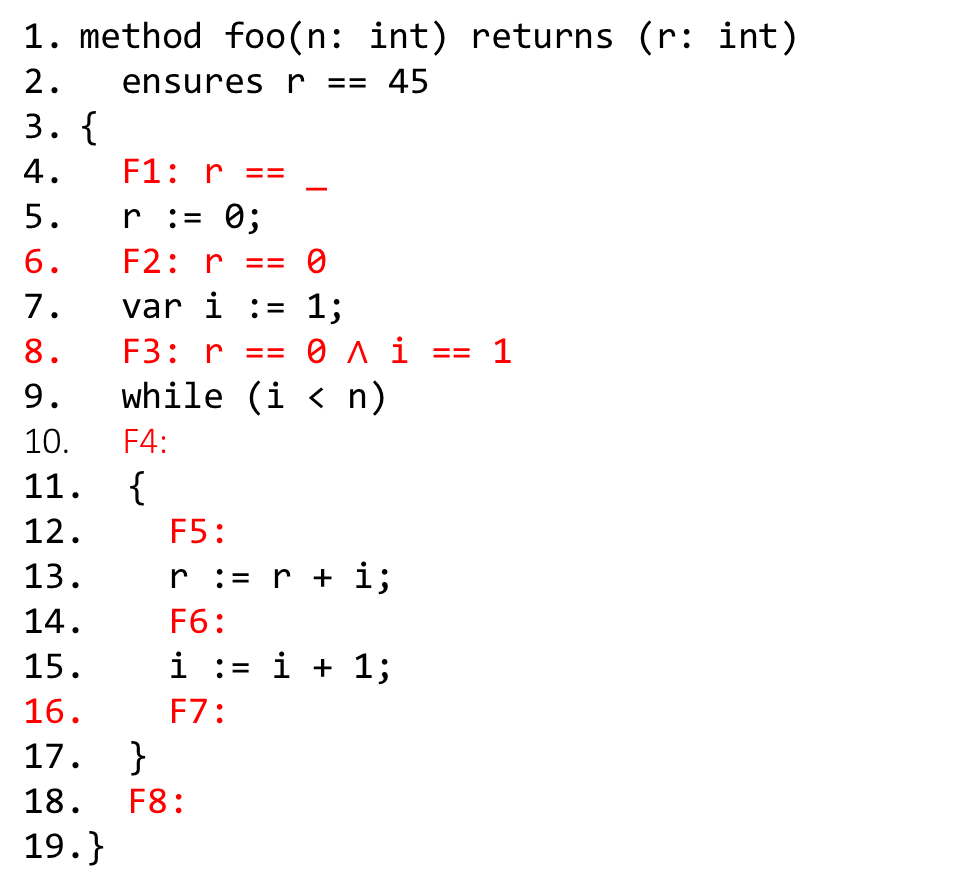 1. method foo(n: int) returns (r: int)
2. ensures r == 45
3. {
4. F1: r == _
5. r := 0;
6. F2: r == 0
7. var i := 1;
8. F3: r == 0 ∧ i == 1
9. while (i < n)
10. F4:
11. {
12. F5:
13. r := r + i;
14. F6:
15. i := i + 1;
16. F7:
17. }
18. F8:
19.}